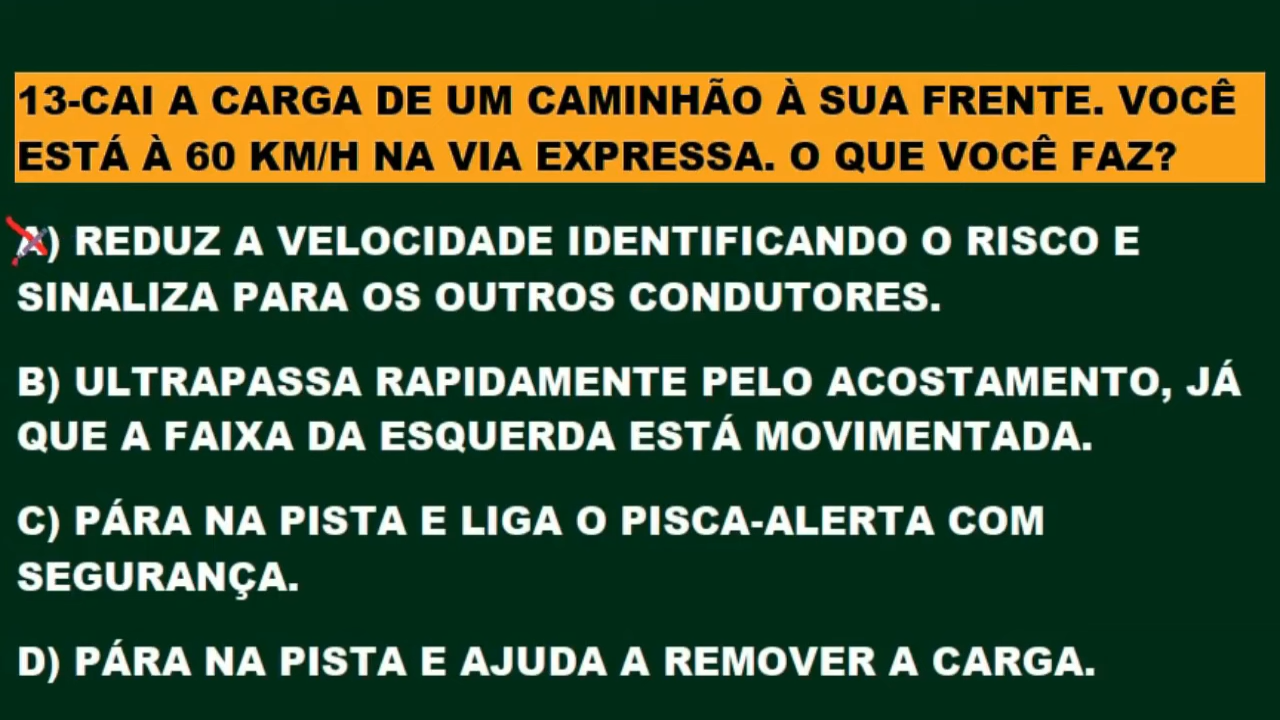 13-CAI A CARGA DE UM CAMINHÃO À SUA FRENTE. VOCÊ
ESTÁ À 60 KM/H NA VIA EXPRESSA. O QUE VOCÊ FAZ?
A) REDUZ A VELOCIDADE IDENTIFICANDO O RISCO E
SINALIZA PARA OS OUTROS CONDUTORES.
B) ULTRAPASSA RAPIDAMENTE PELO ACOSTAMENTO, JÁ
QUE A FAIXA DA ESQUERDA ESTÁ MOVIMENTADA.
C) PÁRA NA PISTA E LIGA O PISCA-ALERTA COM
SEGURANÇA.
D) PÁRA NA PISTA E AJUDA A REMOVER A CARGA.